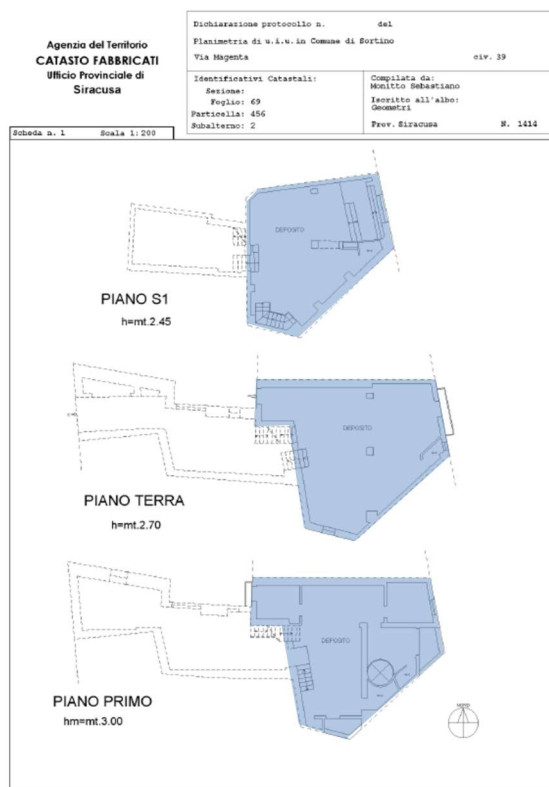 Agenzia del Territorio
CATASTO FABBRICATI
Ufficio Provinciale di
Siracusa
Dichiarazione protocollo n. del
Planimetria di u.i.u. in Comune di Sortino
Via Magenta civ. 39
Identificativi Catastali:
Sezione:
Foglio: 69
Particella: 456
Subalterno: 2
Compilata da:
Monitto Sebastiano
Iscritto all'albo:
Geometri
Prov. Siracusa N. 1414
Scheda n. 1 Scala 1:200
DEPOSITO
PIANO S1
h=mt.2.45
DEPOSITO
PIANO TERRA
h=mt.2.70
DEPOSITO
PIANO PRIMO
hm=mt.3.00
NORD